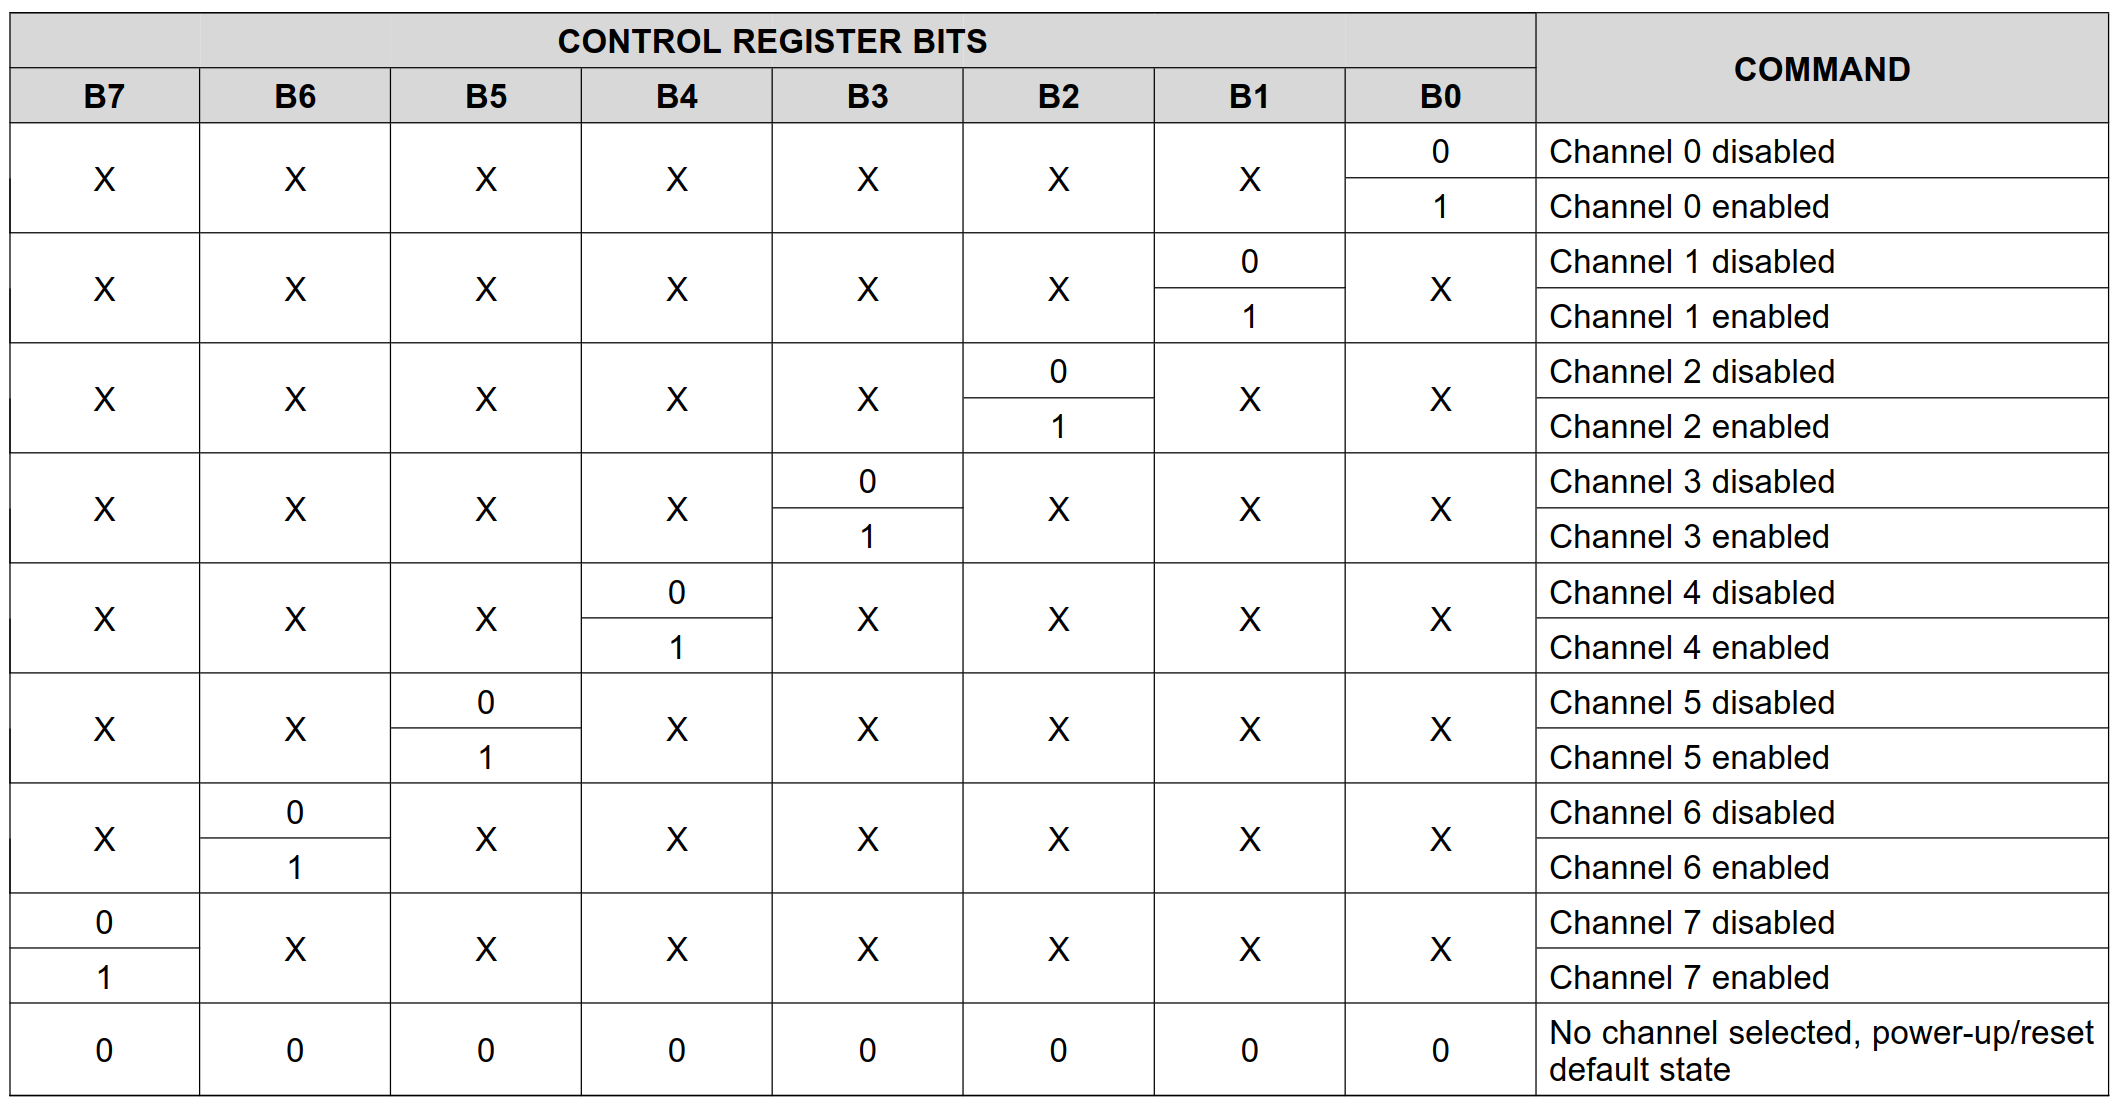 CONTROL REGISTER BITS COMMAND
B7 B6 B5 B4 B3 B2 B1 B0
X X X X X X X 0 Channel 0 disabled
1 Channel 0 enabled
X X X X X X 0 X Channel 1 disabled
1 Channel 1 enabled
X X X X X 0 X X Channel 2 disabled
1 Channel 2 enabled
X X X X 0 X X X Channel 3 disabled
1 Channel 3 enabled
X X X 0 X X X X Channel 4 disabled
1 Channel 4 enabled
X X 0 X X X X X Channel 5 disabled
1 Channel 5 enabled
X 0 X X X X X X Channel 6 disabled
1 Channel 6 enabled
0 X X X X X X X Channel 7 disabled
1 Channel 7 enabled
0 0 0 0 0 0 0 0 No channel selected, power-up/reset
default state